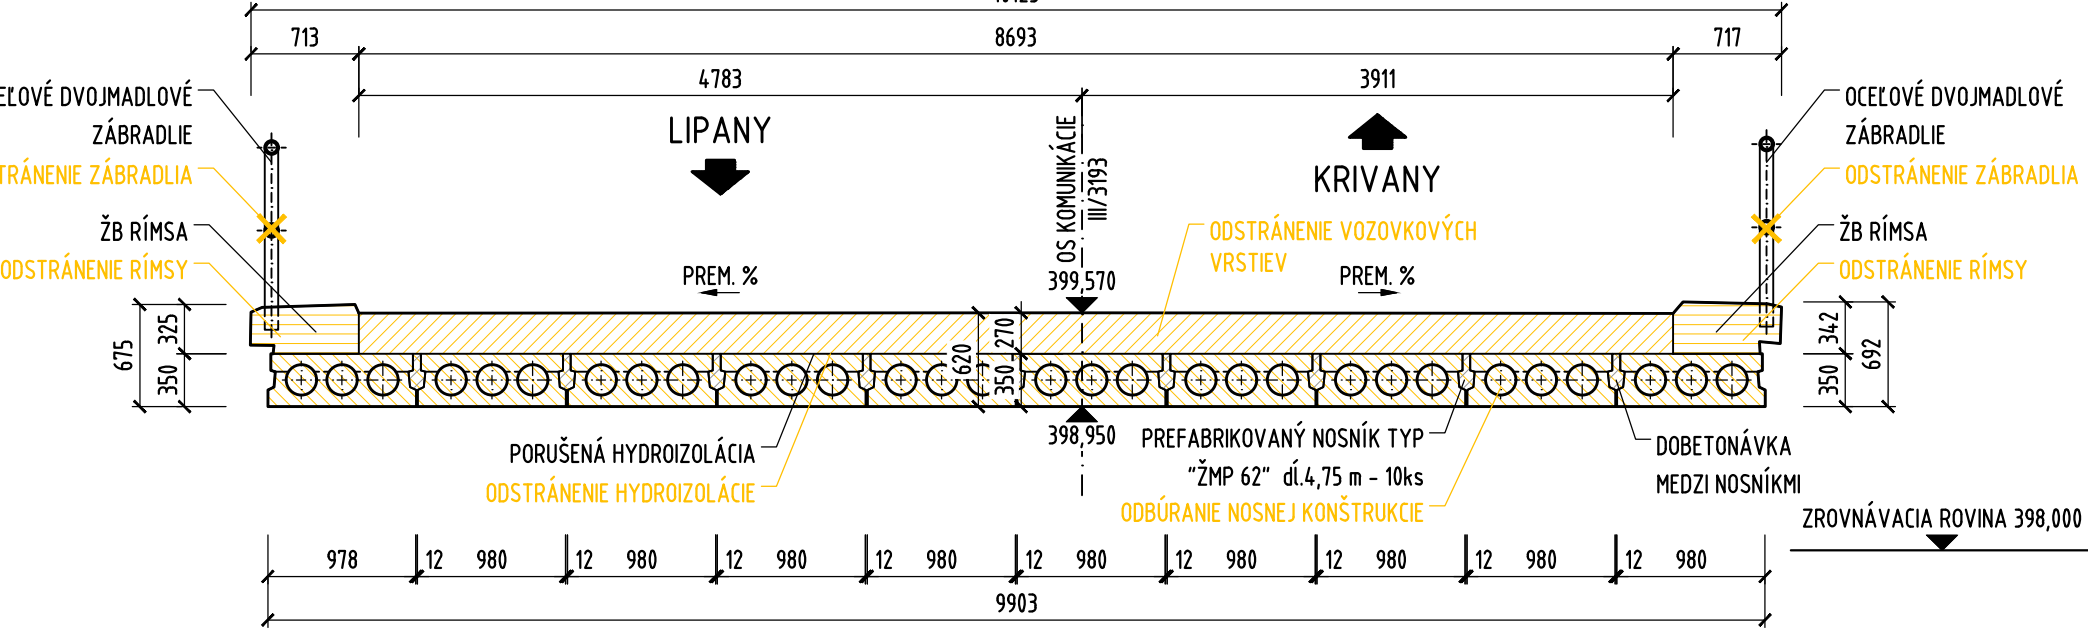 713
8693
717
4783
3911
DVOJMADLOVÉ
ZÁBRADLIE
ZÁBRADLIA
ŽB RÍMSA
ODSTRÁNENIE RÍMSY
LIPANY
OS KOMUNIKÁCIE
III/3193
KRIVANY
OCEĽOVÉ DVOJMADLOVÉ
ZÁBRADLIE
ODSTRÁNENIE ZÁBRADLIA
ŽB RÍMSA
ODSTRÁNENIE RÍMSY
ODSTRÁNENIE VOZOVKOVÝCH
VRSTIEV
PREM. %
399,570
PREM. %
675
325
350
620
270
350
342
350
692
398,950
PORUŠENÁ HYDROIZOLÁCIA
ODSTRÁNENIE HYDROIZOLÁCIE
PREFABRIKOVANÝ NOSNÍK TYP
"ŽMP 62" dĺ.4,75 m - 10ks
ODBÚRANIE NOSNEJ KONŠTRUKCIE
DOBETONÁVKA
MEDZI NOSNÍKMI
ZROVNÁVACIA ROVINA 398,000
978 12 980 12 980 12 980 12 980 12 980 12 980 12 980 12 980 12 980
9903